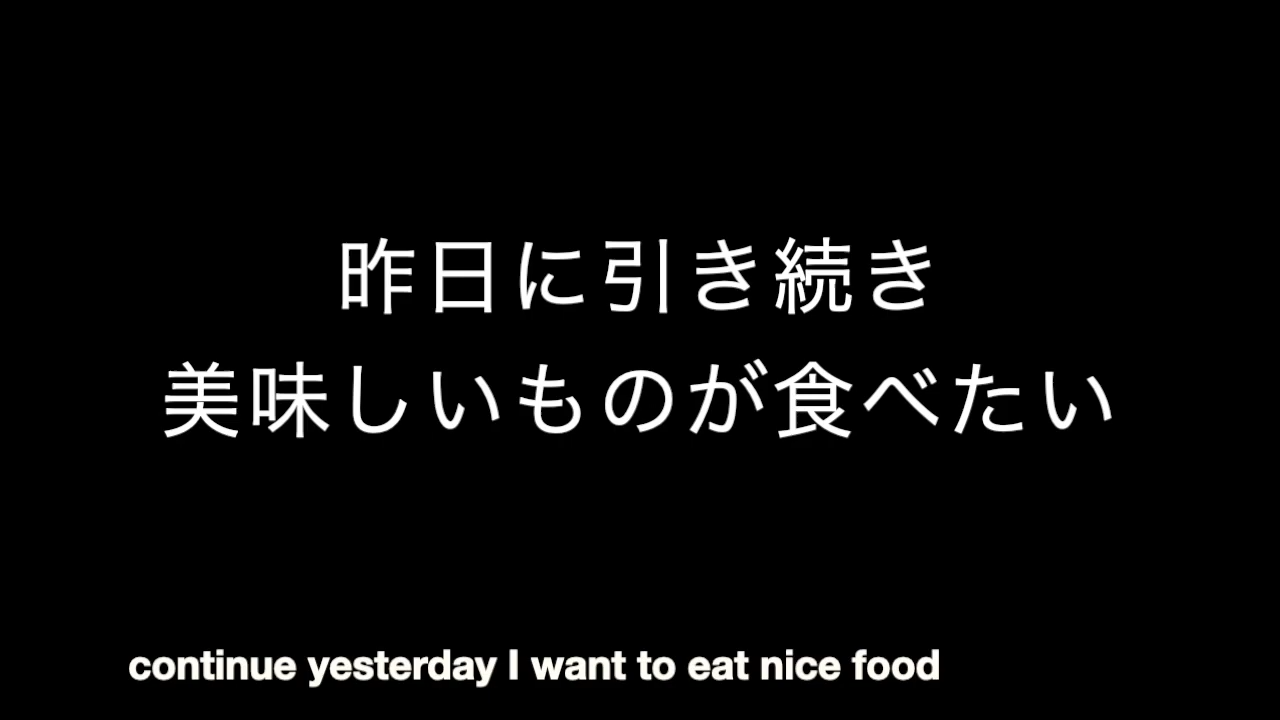 昨日に引き続き
美味しいものが食べたい
continue yesterday I want to eat nice food